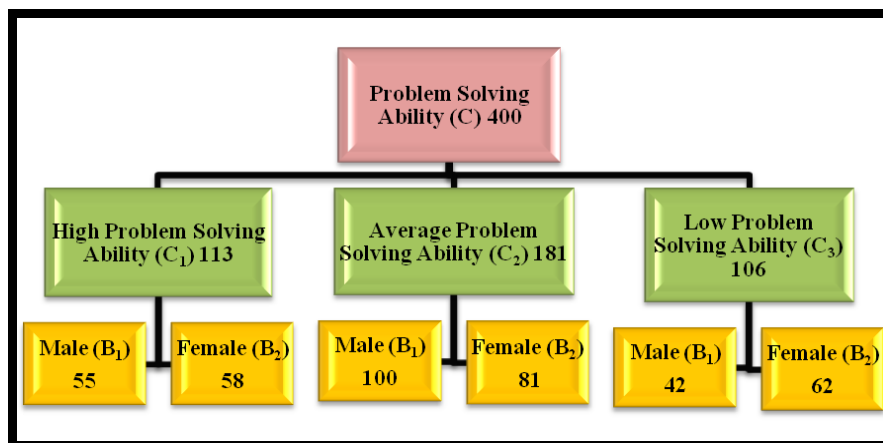 Problem Solving
Ability (C) 400
High Problem Solving
Ability (C₁) 113
Average Problem
Solving Ability (C₂) 181
Low Problem
Solving Ability (C₃)
106
Male (B₁)
55
Female (B₂)
58
Male (B₁)
100
Female (B₂)
81
Male (B₁)
42
Female (B₂)
62